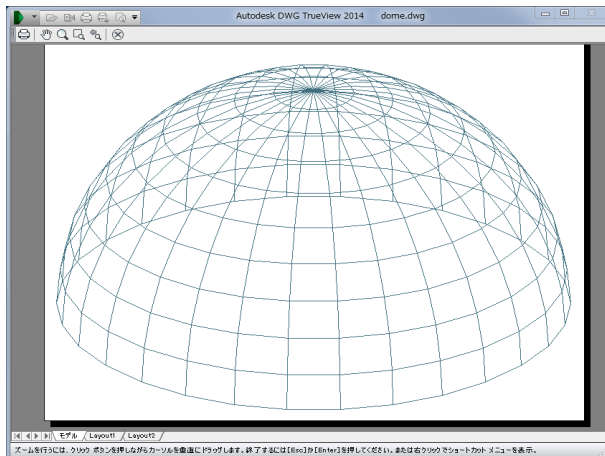 Autodesk DWG TrueView 2014 dome.dwg
モデル Layout1 Layout2
ズームを行うには、クリック ボタンを押しながらカーソルを垂直にドラッグします。終了するには[Esc]か[Enter]を押してください。または右クリックでショートカット メニューを表示。